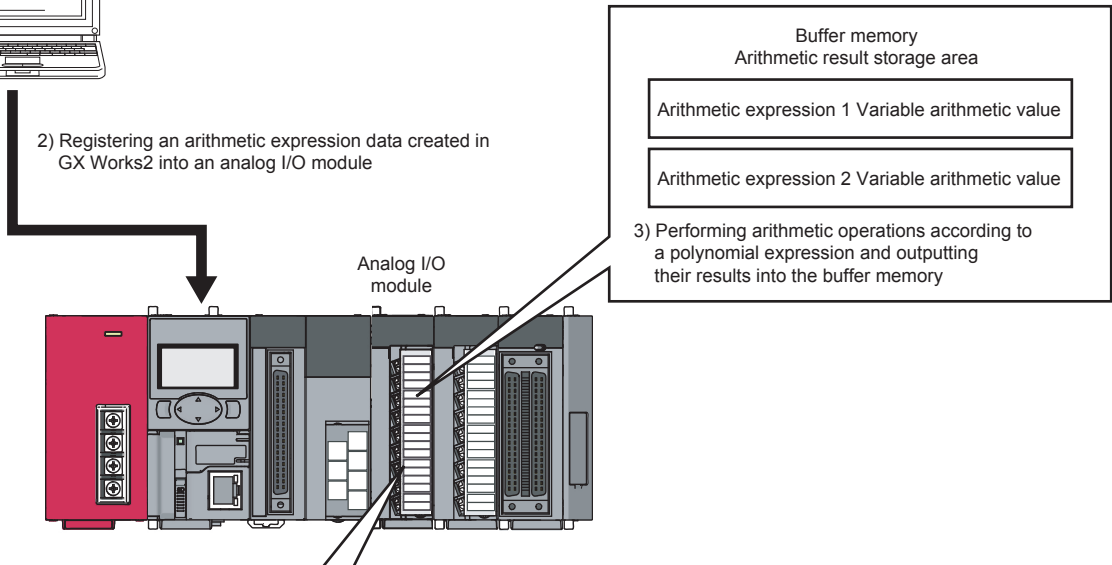 Buffer memory
Arithmetic result storage area
Arithmetic expression 1 Variable arithmetic value
Arithmetic expression 2 Variable arithmetic value
3) Performing arithmetic operations according to
a polynomial expression and outputting
their results into the buffer memory
2) Registering an arithmetic expression data created in
GX Works2 into an analog I/O module
Analog I/O
module